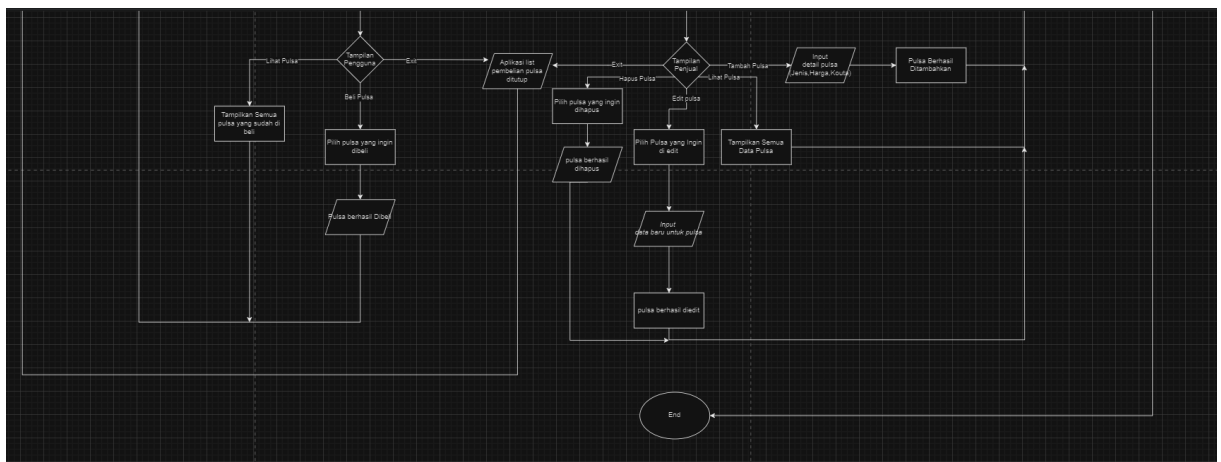 Tampilan
Pengguna
Lihat Pulsa
Exit
Beli Pulsa
Tampilkan Semua
pulsa yang sudah di
beli
Pilih pulsa yang ingin
dibeli
Pulsa berhasil Dibeli
Aplikasi list
pembelian pulsa
ditutup
Exit
Tampilan
Penjual
Tambah Pulsa
Hapus Pulsa
Lihat Pulsa
Edit pulsa
Input
detail pulsa
(Jenis,Harga,Kouta)
Pulsa Berhasil
Ditambahkan
Pilih pulsa yang ingin
dihapus
pulsa berhasil
dihapus
Pilih Pulsa yang Ingin
di edit
Tampilkan Semua
Data Pulsa
Input
data baru untuk pulsa
pulsa berhasil diedit
End